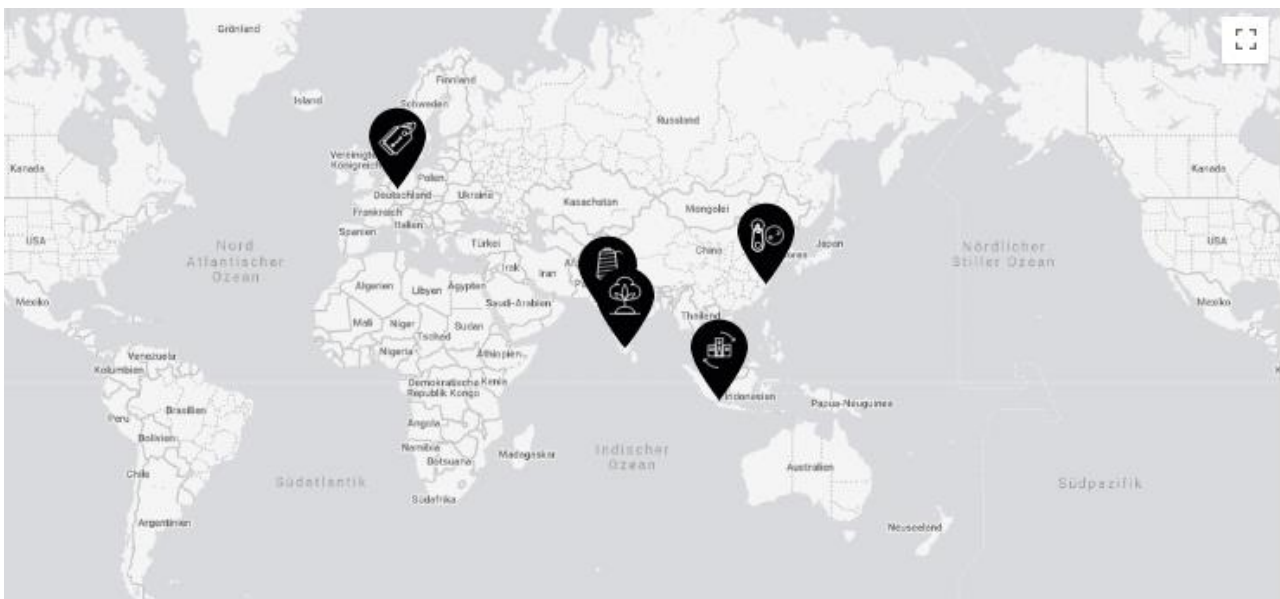 Grönland
Island
Finnland
Schweden
Russland
Kanada
Kanada
Vereinigte
Königreich
Polen
Deutschland
Ukraine
Frankreich
Kasachstan
Mongolei
Italien
Spanien
USA
USA
Türkei
China
Japan
Nord
Atlantischer
Ozean
Nördlicher
Stiller Ozean
Irak
Iran
Algerien
Libyen
Ägypten
Saudi-Arabien
Mexiko
Mexiko
Thailand
Mali
Niger
Sudan
Tschad
Nigeria
Äthiopien
Venezuela
Kolumbien
Demokratische
Republik Kongo
Kenia
Indonesien
Papua-Neuguinea
Peru
Brasilien
Angola
Bolivien
Namibia
Botsuana
Madagaskar
Indischer
Ozean
Australien
Chile
Südatlantik
Südpazifik
Südafrika
Argentinien
Neuseeland